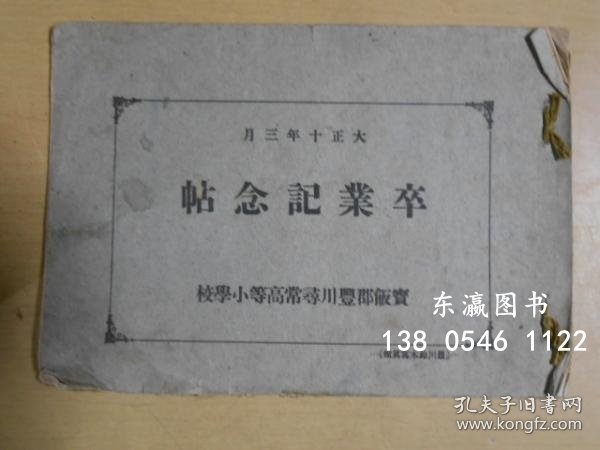 大正十年三月
卒業記念帖
寳飯郡豐川尋常高等小學校
东瀛图书
138 0546 1122
孔夫子旧书网
www.kongfz.com